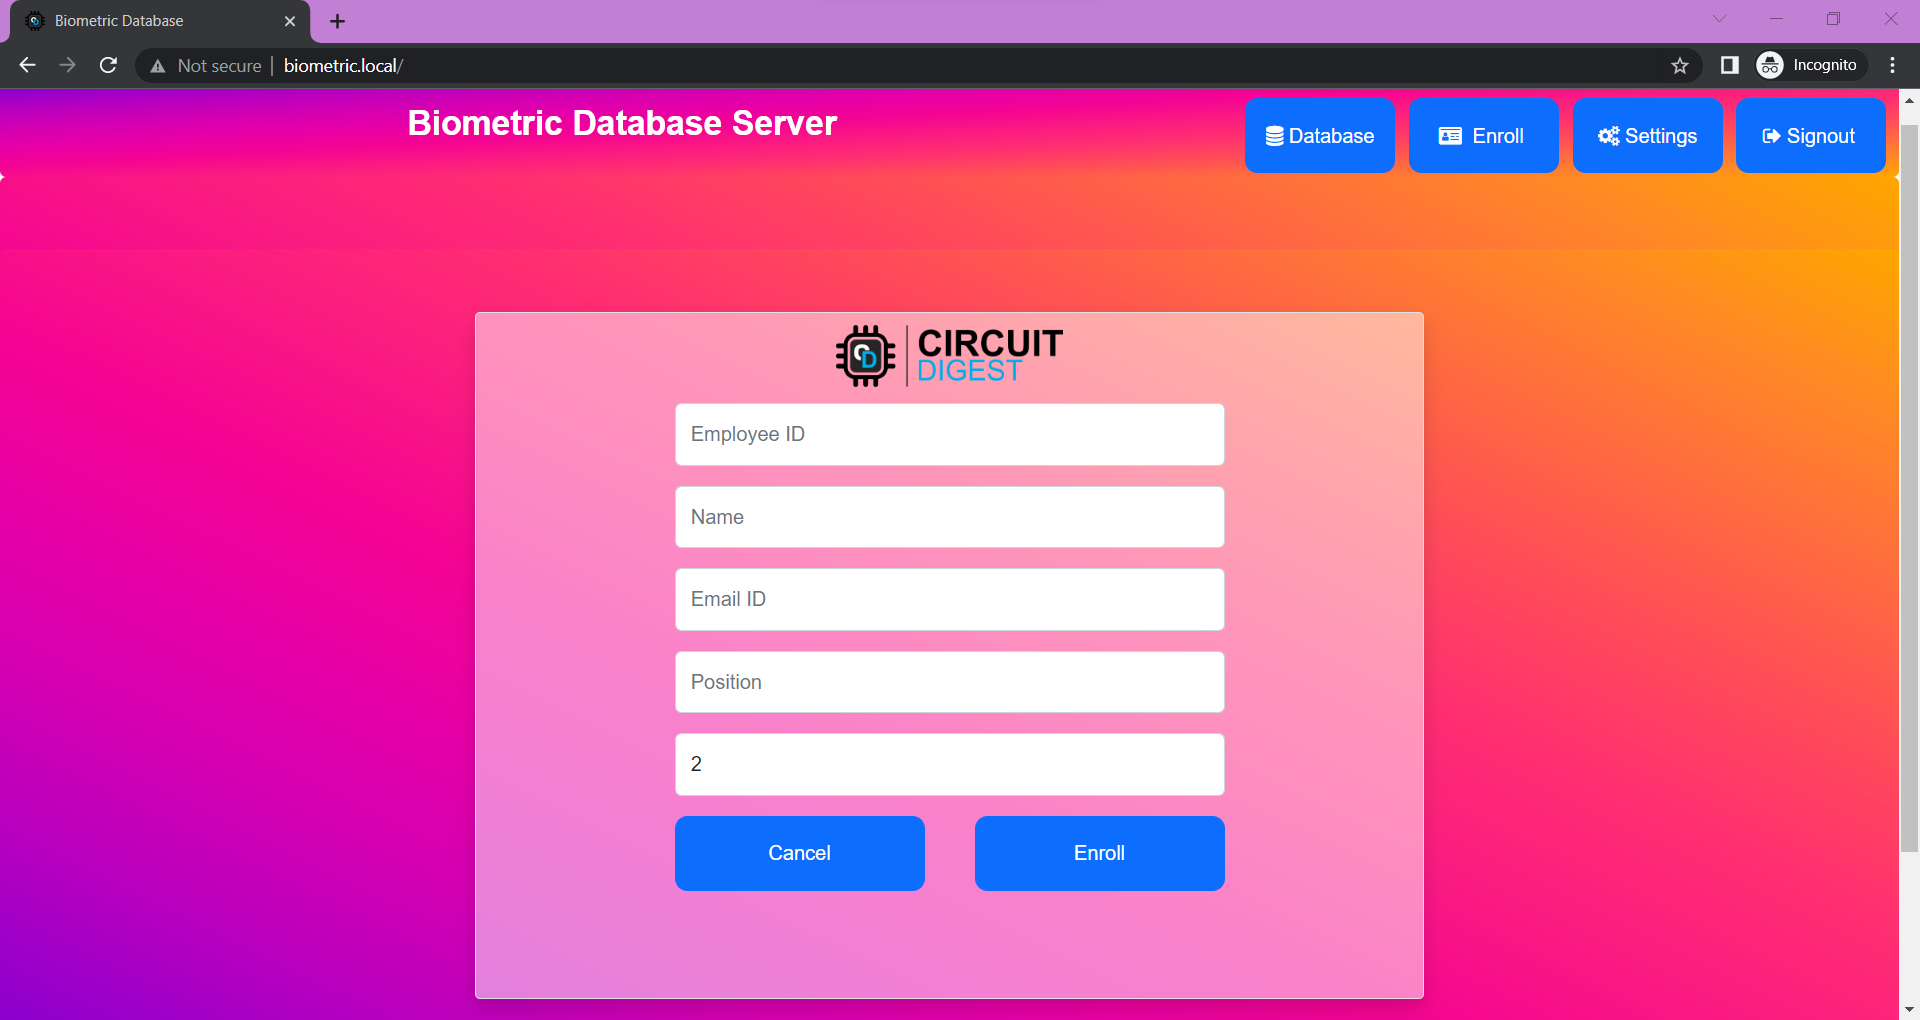 Biometric Database
Not secure
biometric.local/
Incognito
Biometric Database Server
Database
Enroll
Settings
Signout
CD
CIRCUIT
DIGEST
Employee ID
Name
Email ID
Position
2
Cancel
Enroll